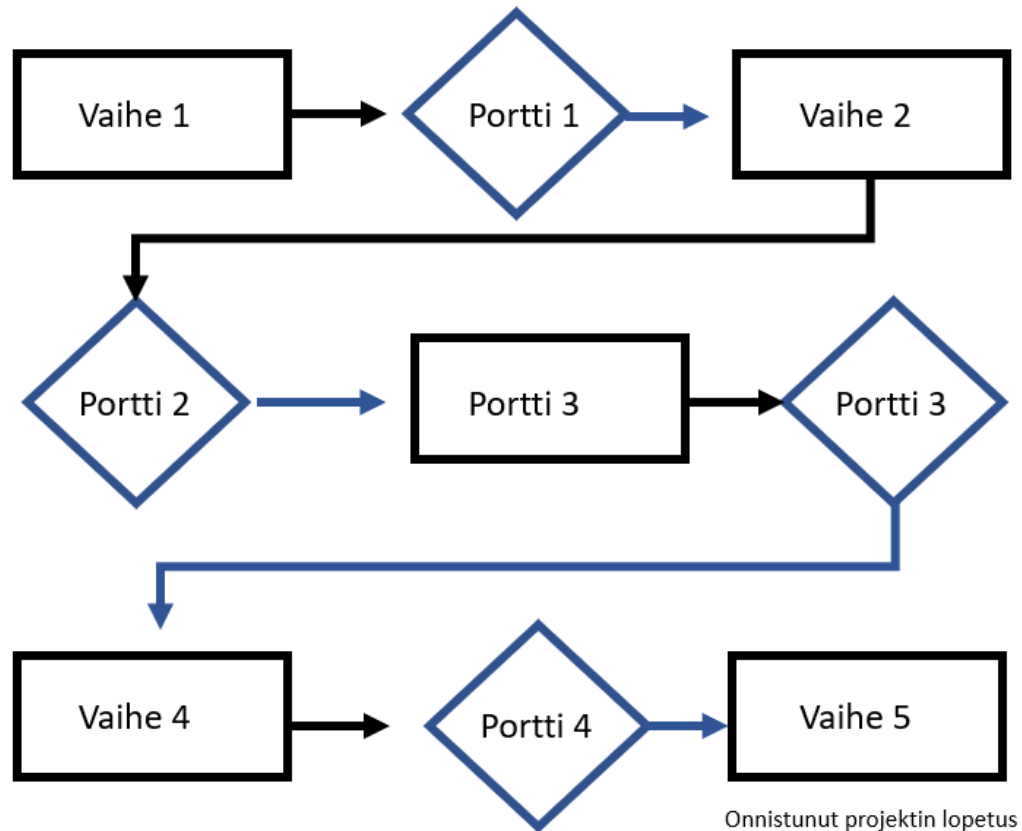 Vaihe 1
Portti 1
Vaihe 2
Portti 2
Portti 3
Portti 3
Vaihe 4
Portti 4
Vaihe 5
Onnistunut projektin lopetus